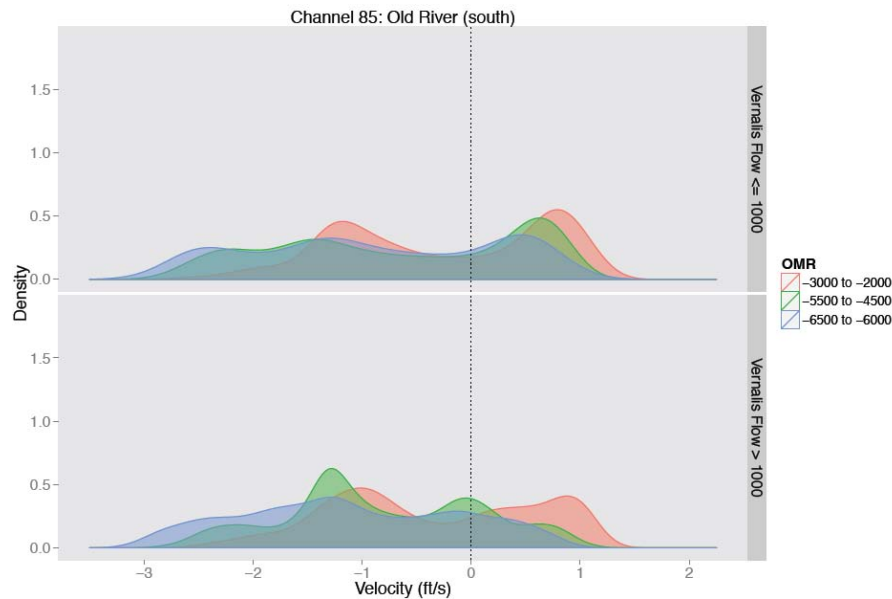 Channel 85: Old River (south)
Density
1.5
1.0
0.5
0.0
Vernalis Flow <= 1000
1.5
1.0
0.5
0.0
Vernalis Flow > 1000
−3
−2
−1
0
1
2
Velocity (ft/s)
OMR
−3000 to −2000
−5500 to −4500
−6500 to −6000